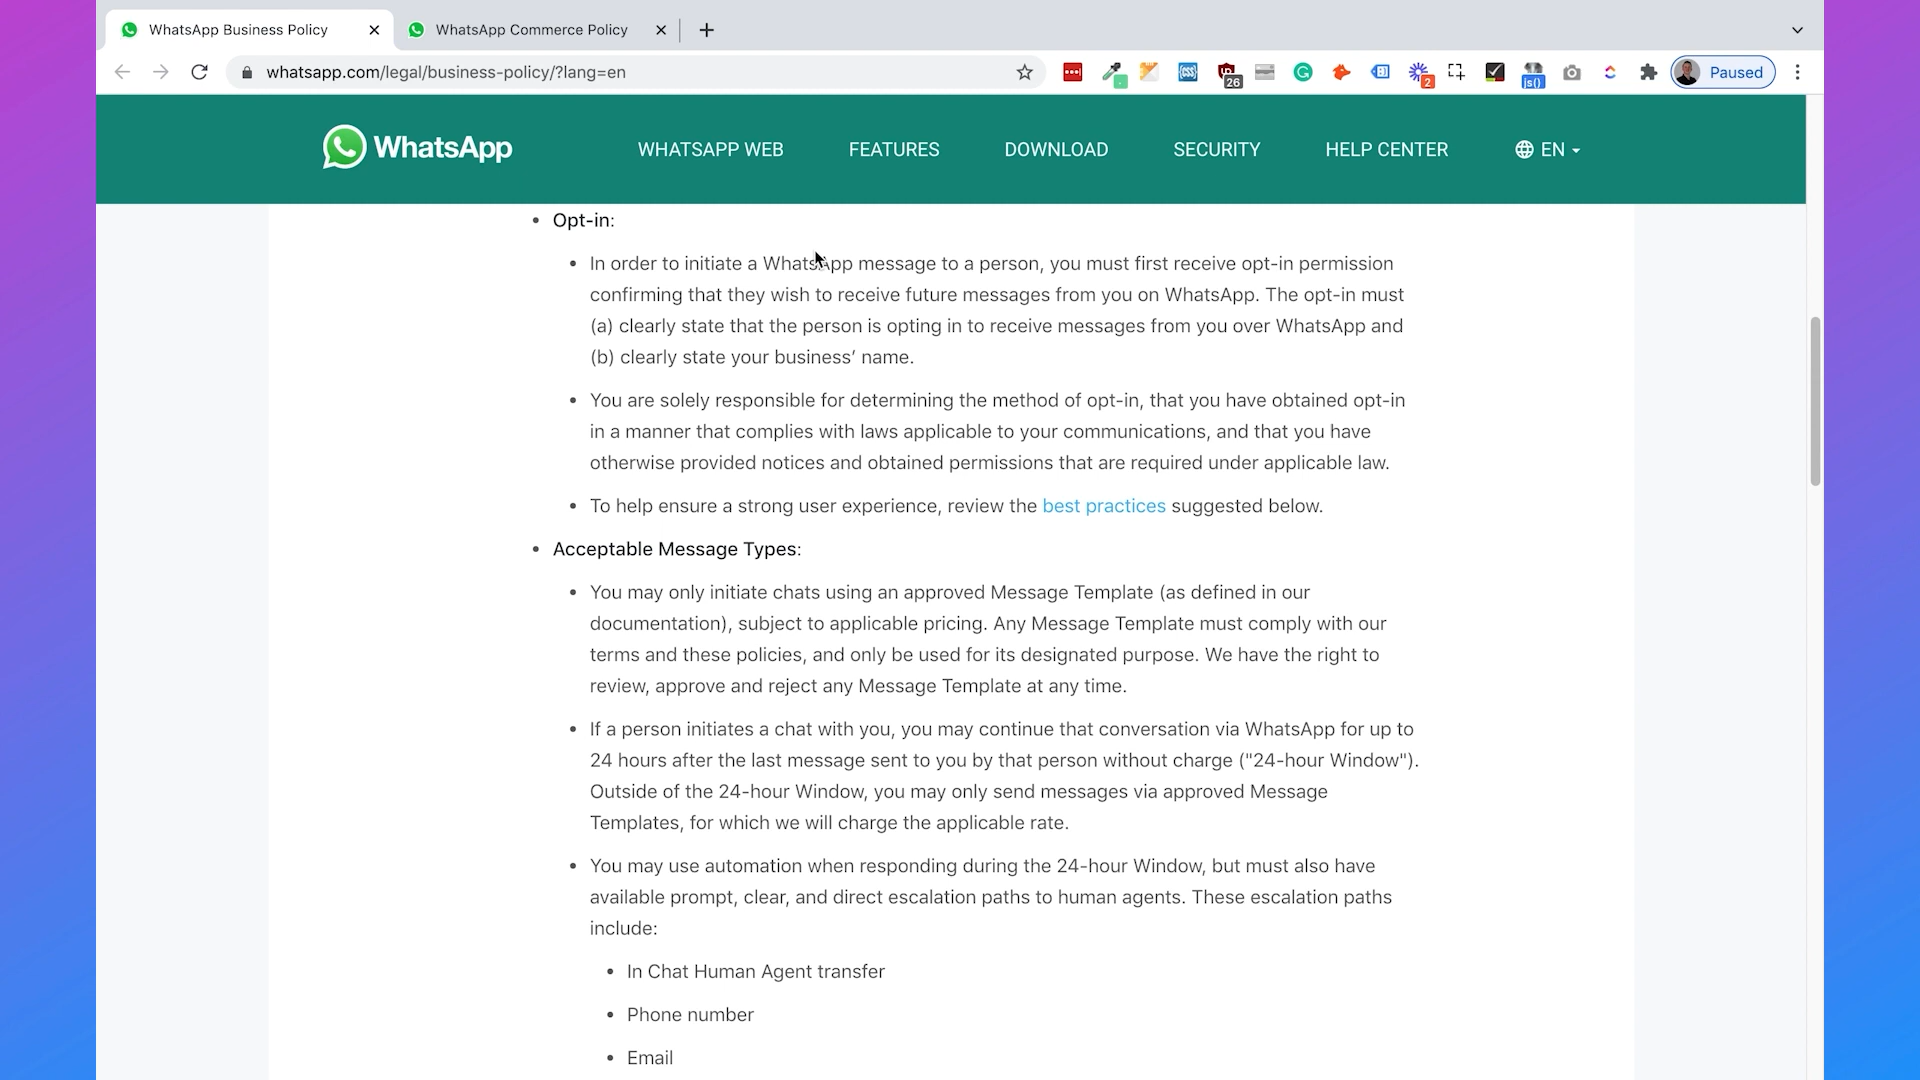 WhatsApp Business Policy
WhatsApp Commerce Policy
whatsapp.com/legal/business-policy/?lang=en
26
2
js()
Paused
WhatsApp
WHATSAPP WEB
FEATURES
DOWNLOAD
SECURITY
HELP CENTER
EN
• Opt-in:
• In order to initiate a WhatsApp message to a person, you must first receive opt-in permission
confirming that they wish to receive future messages from you on WhatsApp. The opt-in must
(a) clearly state that the person is opting in to receive messages from you over WhatsApp and
(b) clearly state your business’ name.
• You are solely responsible for determining the method of opt-in, that you have obtained opt-in
in a manner that complies with laws applicable to your communications, and that you have
otherwise provided notices and obtained permissions that are required under applicable law.
• To help ensure a strong user experience, review the best practices suggested below.
• Acceptable Message Types:
• You may only initiate chats using an approved Message Template (as defined in our
documentation), subject to applicable pricing. Any Message Template must comply with our
terms and these policies, and only be used for its designated purpose. We have the right to
review, approve and reject any Message Template at any time.
• If a person initiates a chat with you, you may continue that conversation via WhatsApp for up to
24 hours after the last message sent to you by that person without charge ("24-hour Window").
Outside of the 24-hour Window, you may only send messages via approved Message
Templates, for which we will charge the applicable rate.
• You may use automation when responding during the 24-hour Window, but must also have
available prompt, clear, and direct escalation paths to human agents. These escalation paths
include:
• In Chat Human Agent transfer
• Phone number
• Email